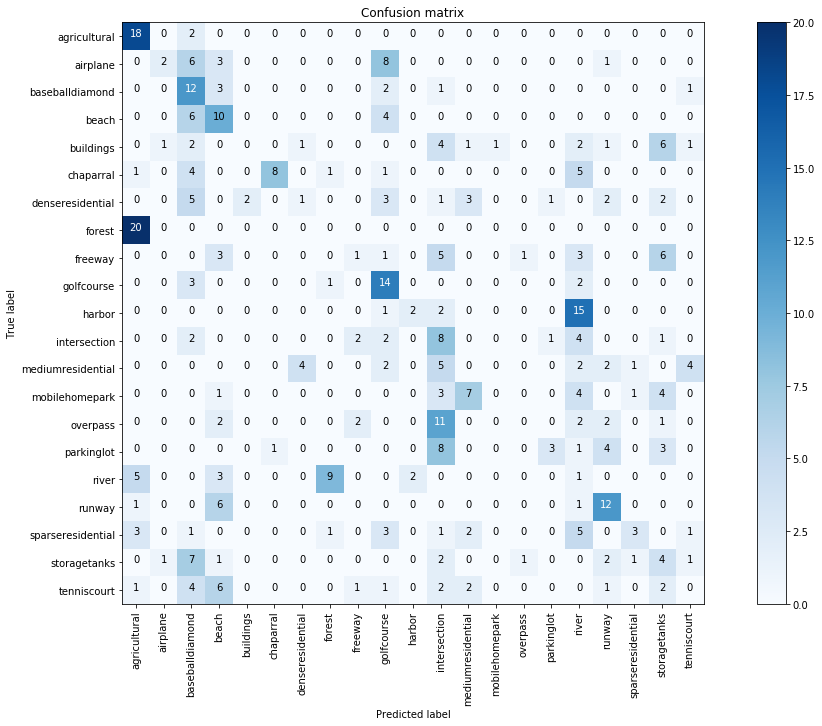 Confusion matrix
agricultural 18 0 2 0 0 0 0 0 0 0 0 0 0 0 0 0 0 0 0 0 0
airplane 0 2 6 3 0 0 0 0 0 8 0 0 0 0 0 0 0 1 0 0 0
baseballdiamond 0 0 12 3 0 0 0 0 0 2 0 1 0 0 0 0 0 0 0 0 1
beach 0 0 6 10 0 0 0 0 0 4 0 0 0 0 0 0 0 0 0 0 0
buildings 0 1 2 0 0 0 1 0 0 0 0 4 1 1 0 0 2 1 0 6 1
chaparral 1 0 4 0 0 8 0 1 0 1 0 0 0 0 0 0 5 0 0 0 0
denseresidential 0 0 5 0 2 0 1 0 0 3 0 1 3 0 0 1 0 2 0 2 0
forest 20 0 0 0 0 0 0 0 0 0 0 0 0 0 0 0 0 0 0 0 0
freeway 0 0 0 3 0 0 0 0 1 1 0 5 0 0 1 0 3 0 0 6 0
golfcourse 0 0 3 0 0 0 0 1 0 14 0 0 0 0 0 0 2 0 0 0 0
harbor 0 0 0 0 0 0 0 0 0 1 2 2 0 0 0 0 15 0 0 0 0
intersection 0 0 2 0 0 0 0 0 2 2 0 8 0 0 0 1 4 0 0 1 0
mediumresidential 0 0 0 0 0 0 4 0 0 2 0 5 0 0 0 0 2 2 1 0 4
mobilehomepark 0 0 0 1 0 0 0 0 0 0 0 3 7 0 0 0 4 0 1 4 0
overpass 0 0 0 2 0 0 0 0 2 0 0 11 0 0 0 0 2 2 0 1 0
parkinglot 0 0 0 0 0 1 0 0 0 0 0 8 0 0 0 3 1 4 0 3 0
river 5 0 0 3 0 0 0 9 0 0 2 0 0 0 0 0 1 0 0 0 0
runway 1 0 0 6 0 0 0 0 0 0 0 0 0 0 0 0 1 12 0 0 0
sparseresidential 3 0 1 0 0 0 0 1 0 3 0 1 2 0 0 0 5 0 3 0 1
storagetanks 0 1 7 1 0 0 0 0 0 0 0 2 0 0 1 0 0 2 1 4 1
tenniscourt 1 0 4 6 0 0 0 0 1 1 0 2 2 0 0 0 0 1 0 2 0
True label
agricultural
airplane
baseballdiamond
beach
buildings
chaparral
denseresidential
forest
freeway
golfcourse
harbor
intersection
mediumresidential
mobilehomepark
overpass
parkinglot
river
runway
sparseresidential
storagetanks
tenniscourt
Predicted label
20.0
17.5
15.0
12.5
10.0
7.5
5.0
2.5
0.0